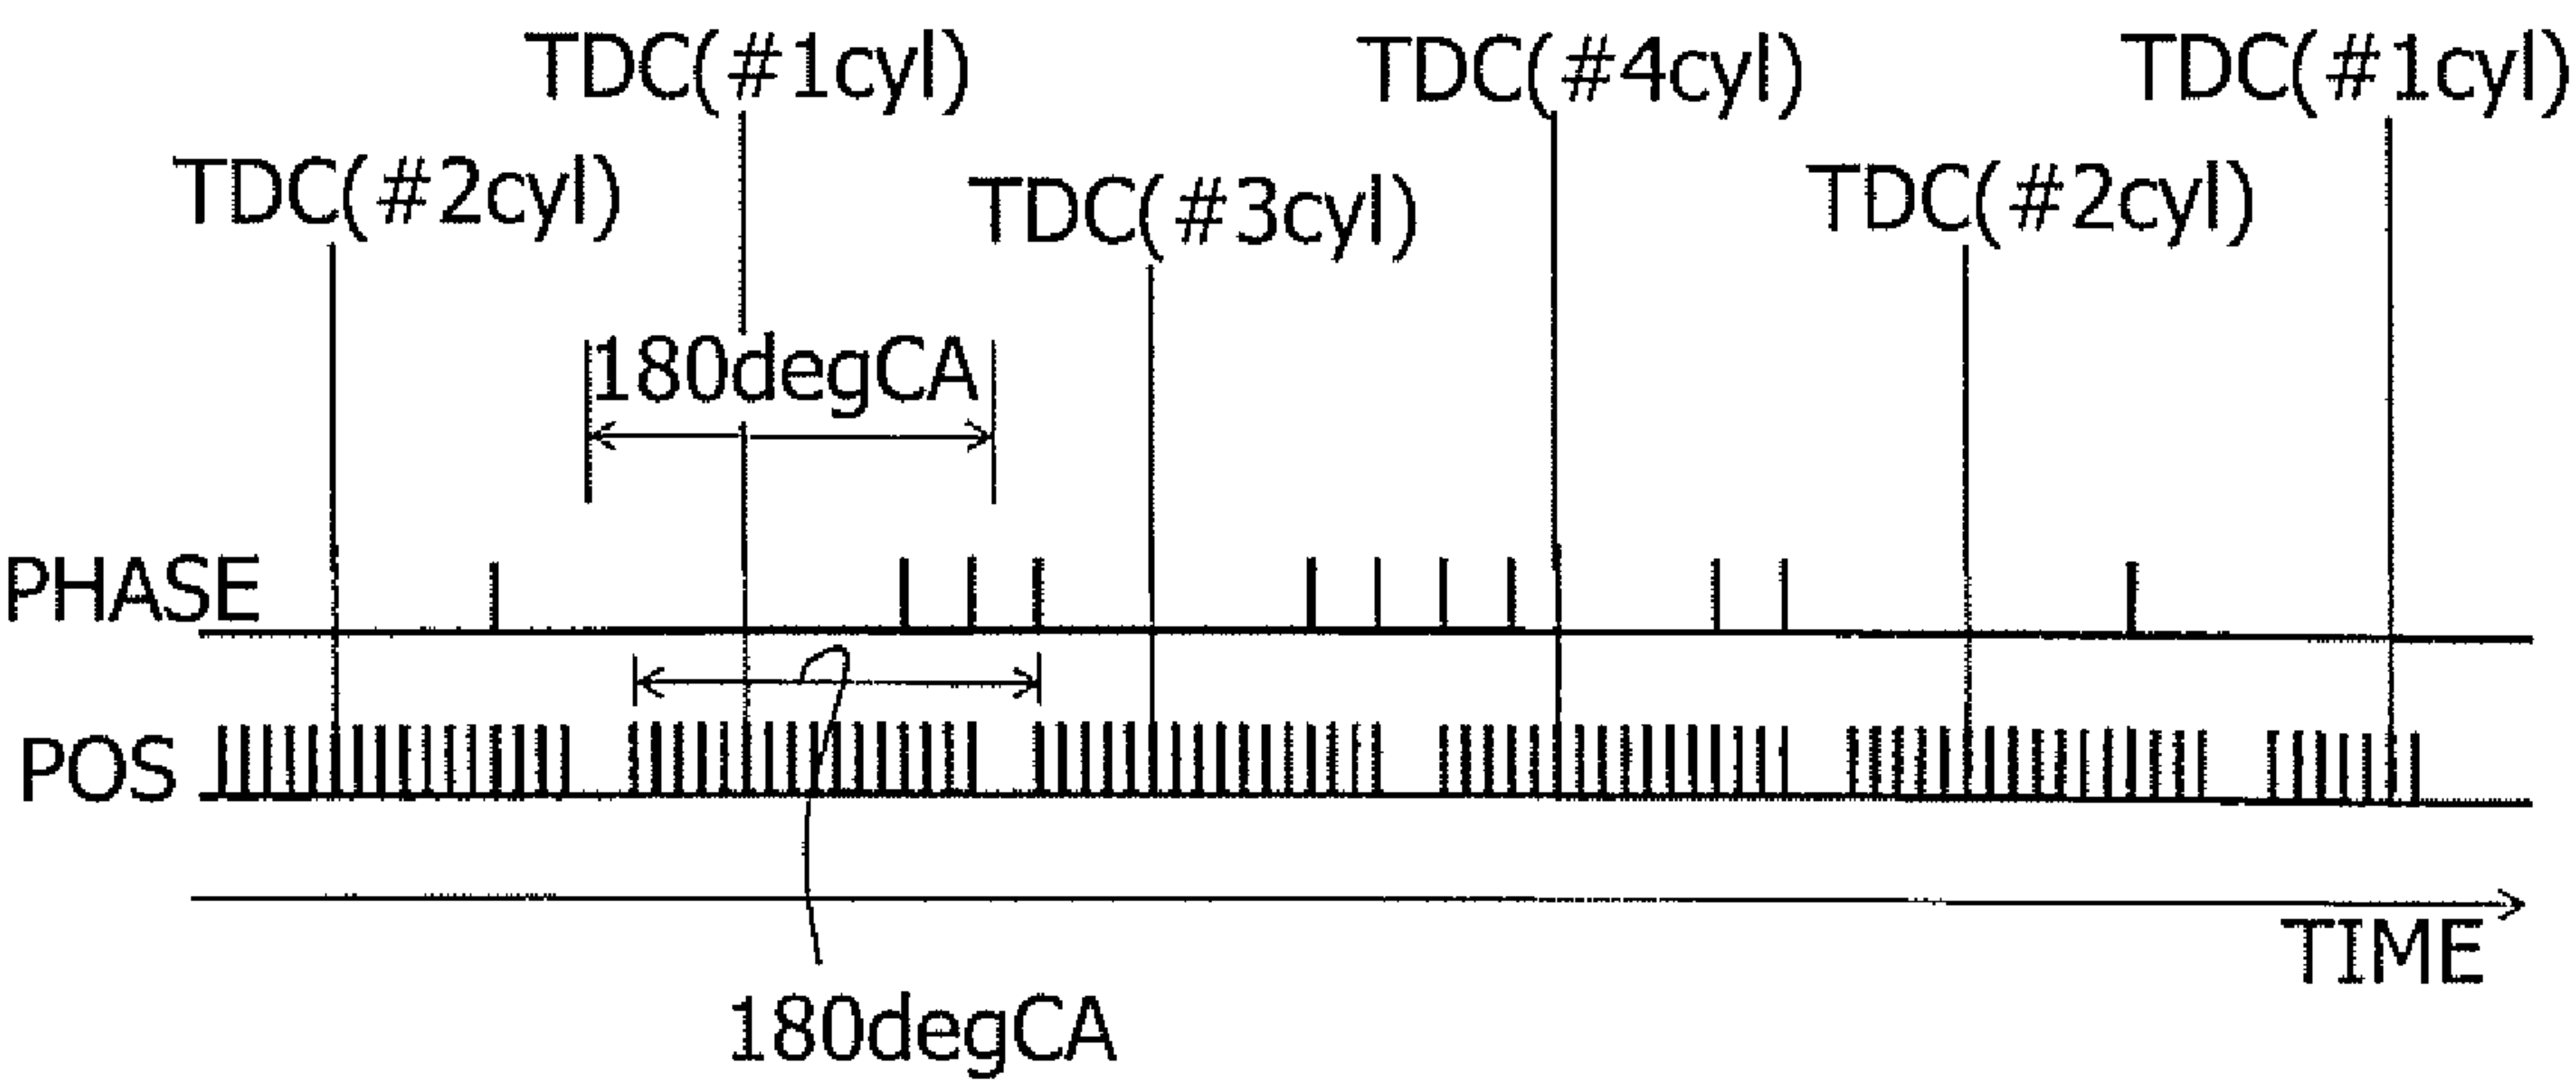 TDC(#1cyl)
TDC(#4cyl)
TDC(#1cyl)
TDC(#2cyl)
TDC(#3cyl)
TDC(#2cyl)
180degCA
PHASE
POS
TIME
180degCA